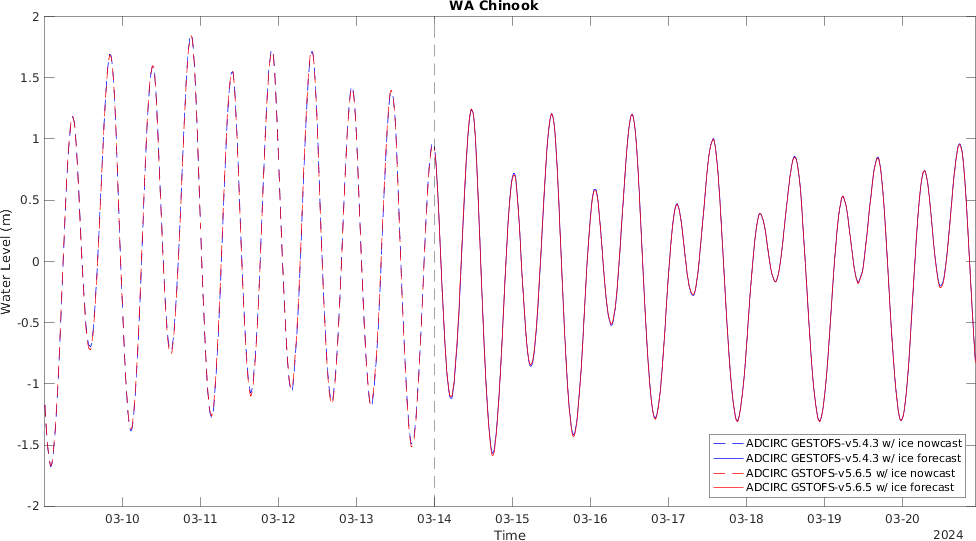 WA Chinook
2
1.5
1
0.5
0
-0.5
-1
-1.5
-2
Water Level (m)
03-10 03-11 03-12 03-13 03-14 03-15 03-16 03-17 03-18 03-19 03-20
Time
2024
ADCIRC GESTOFS-v5.4.3 w/ ice nowcast
ADCIRC GESTOFS-v5.4.3 w/ ice forecast
ADCIRC GSTOFS-v5.6.5 w/ ice nowcast
ADCIRC GSTOFS-v5.6.5 w/ ice forecast